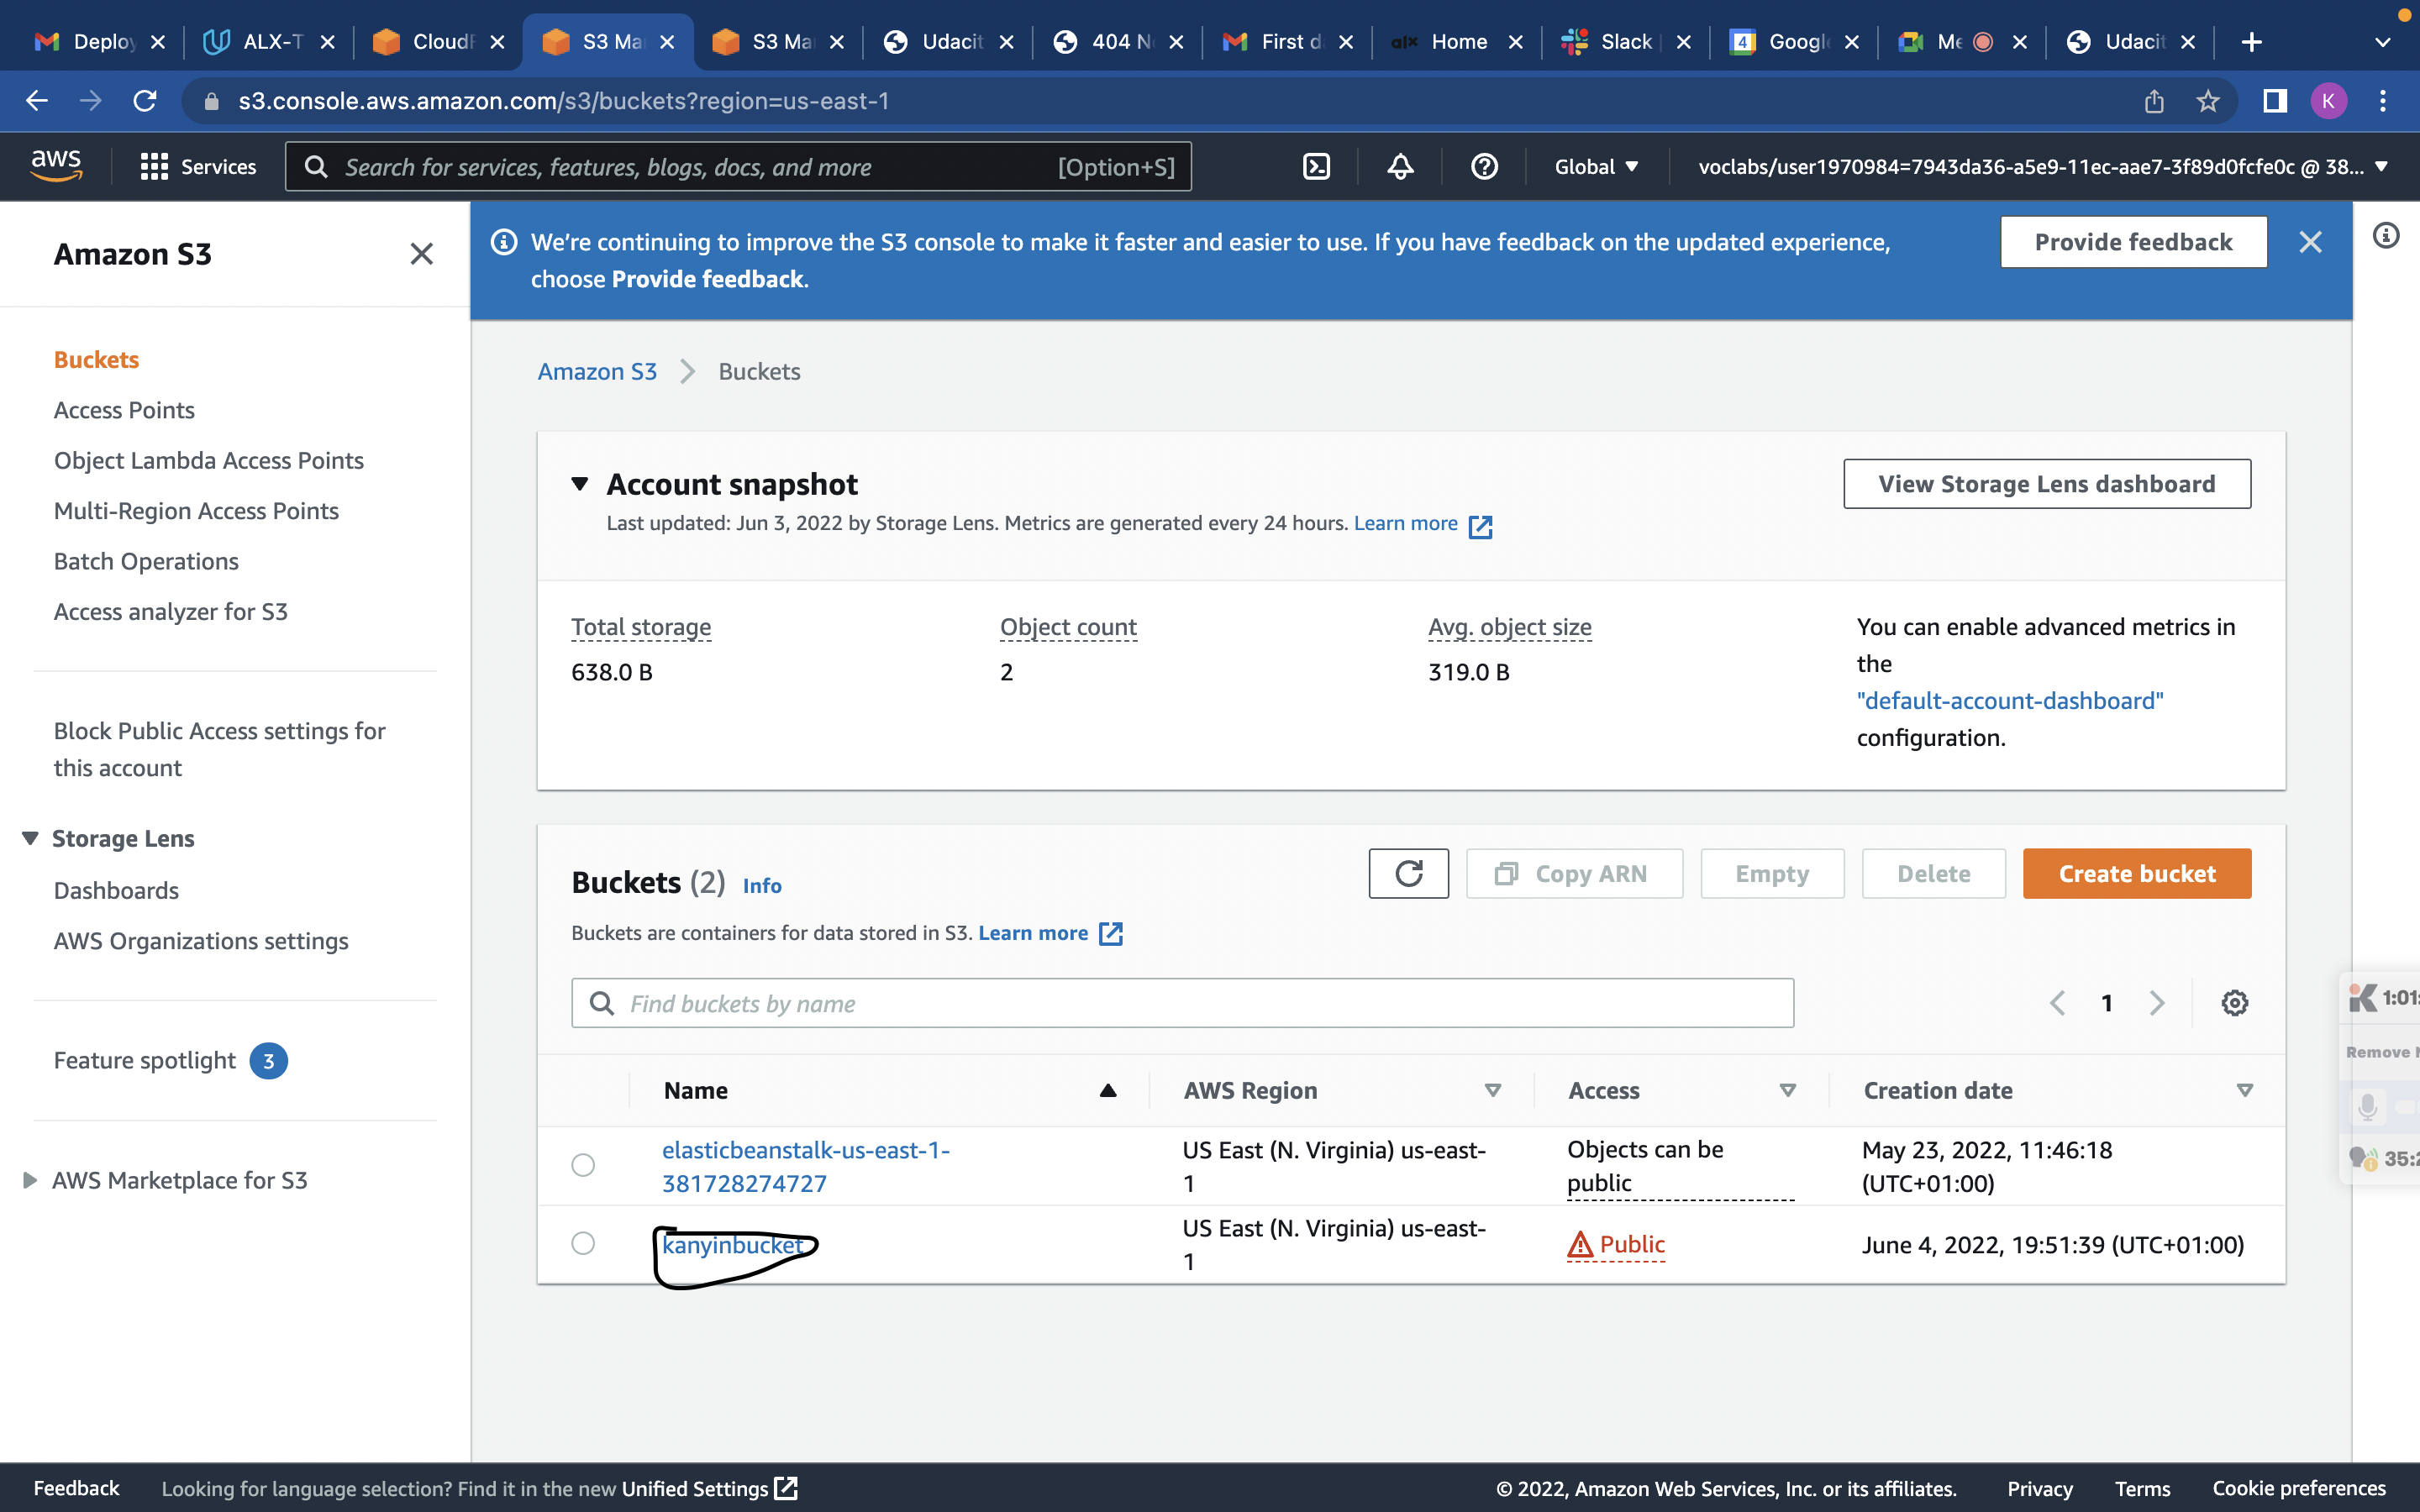 Deploy
ALX-T
CloudF
S3 Ma
S3 Ma
Udacit
404 N
First d
alx Home
Slack
4 Google
Me
Udacit
s3.console.aws.amazon.com/s3/buckets?region=us-east-1
K
aws
Services
Search for services, features, blogs, docs, and more
[Option+S]
Global
voclabs/user1970984=7943da36-a5e9-11ec-aae7-3f89d0fcfe0c @ 38...
Amazon S3
We're continuing to improve the S3 console to make it faster and easier to use. If you have feedback on the updated experience,
choose Provide feedback.
Provide feedback
Buckets
Access Points
Object Lambda Access Points
Multi-Region Access Points
Batch Operations
Access analyzer for S3
Block Public Access settings for
this account
Storage Lens
Dashboards
AWS Organizations settings
Feature spotlight 3
AWS Marketplace for S3
Amazon S3 > Buckets
Account snapshot
Last updated: Jun 3, 2022 by Storage Lens. Metrics are generated every 24 hours. Learn more
View Storage Lens dashboard
Total storage
638.0 B
Object count
2
Avg. object size
319.0 B
You can enable advanced metrics in
the
"default-account-dashboard"
configuration.
Buckets (2) Info
Copy ARN
Empty
Delete
Create bucket
Buckets are containers for data stored in S3. Learn more
Find buckets by name
1
Name
AWS Region
Access
Creation date
elasticbeanstalk-us-east-1-
381728274727
US East (N. Virginia) us-east-
1
Objects can be
public
May 23, 2022, 11:46:18
(UTC+01:00)
kanyinbucket
US East (N. Virginia) us-east-
1
Public
June 4, 2022, 19:51:39 (UTC+01:00)
K 1:01:
Remove
35:2
Feedback
Looking for language selection? Find it in the new Unified Settings
© 2022, Amazon Web Services, Inc. or its affiliates.
Privacy
Terms
Cookie preferences